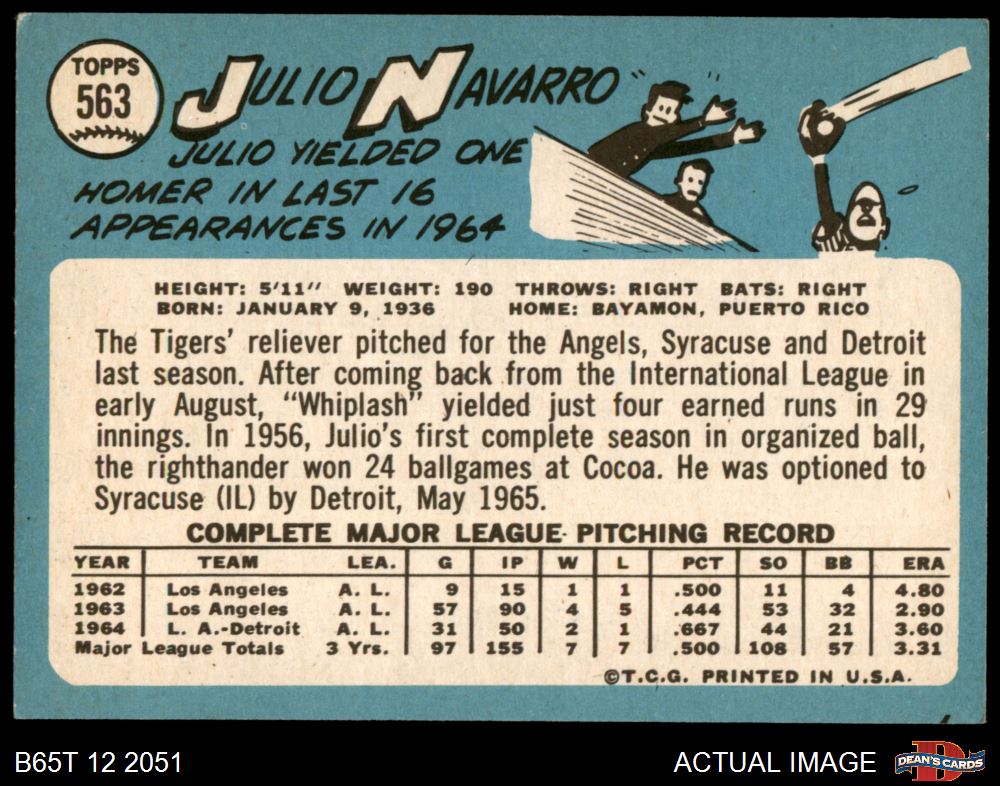 TOPPS
563
JULIO NAVARRO
JULIO YIELDED ONE
HOMER IN LAST 16
APPEARANCES IN 1964
HEIGHT: 5'11" WEIGHT: 190 THROWS: RIGHT BATS: RIGHT
BORN: JANUARY 9, 1936 HOME: BAYAMON, PUERTO RICO
The Tigers' reliever pitched for the Angels, Syracuse and Detroit
last season. After coming back from the International League in
early August, "Whiplash" yielded just four earned runs in 29
innings. In 1956, Julio's first complete season in organized ball,
the righthander won 24 ballgames at Cocoa. He was optioned to
Syracuse (IL) by Detroit, May 1965.
COMPLETE MAJOR LEAGUE PITCHING RECORD
YEAR TEAM LEA. G IP W L PCT SO BB ERA
1962 Los Angeles A. L. 9 15 1 1 .500 11 4 4.80
1963 Los Angeles A. L. 57 90 4 5 .444 53 32 2.90
1964 L. A.-Detroit A. L. 31 50 2 1 .667 44 21 3.60
Major League Totals 3 Yrs. 97 155 7 7 .500 108 57 3.31
©T.C.G. PRINTED IN U.S.A.
B65T 12 2051 ACTUAL IMAGE D DEAN'S CARDS